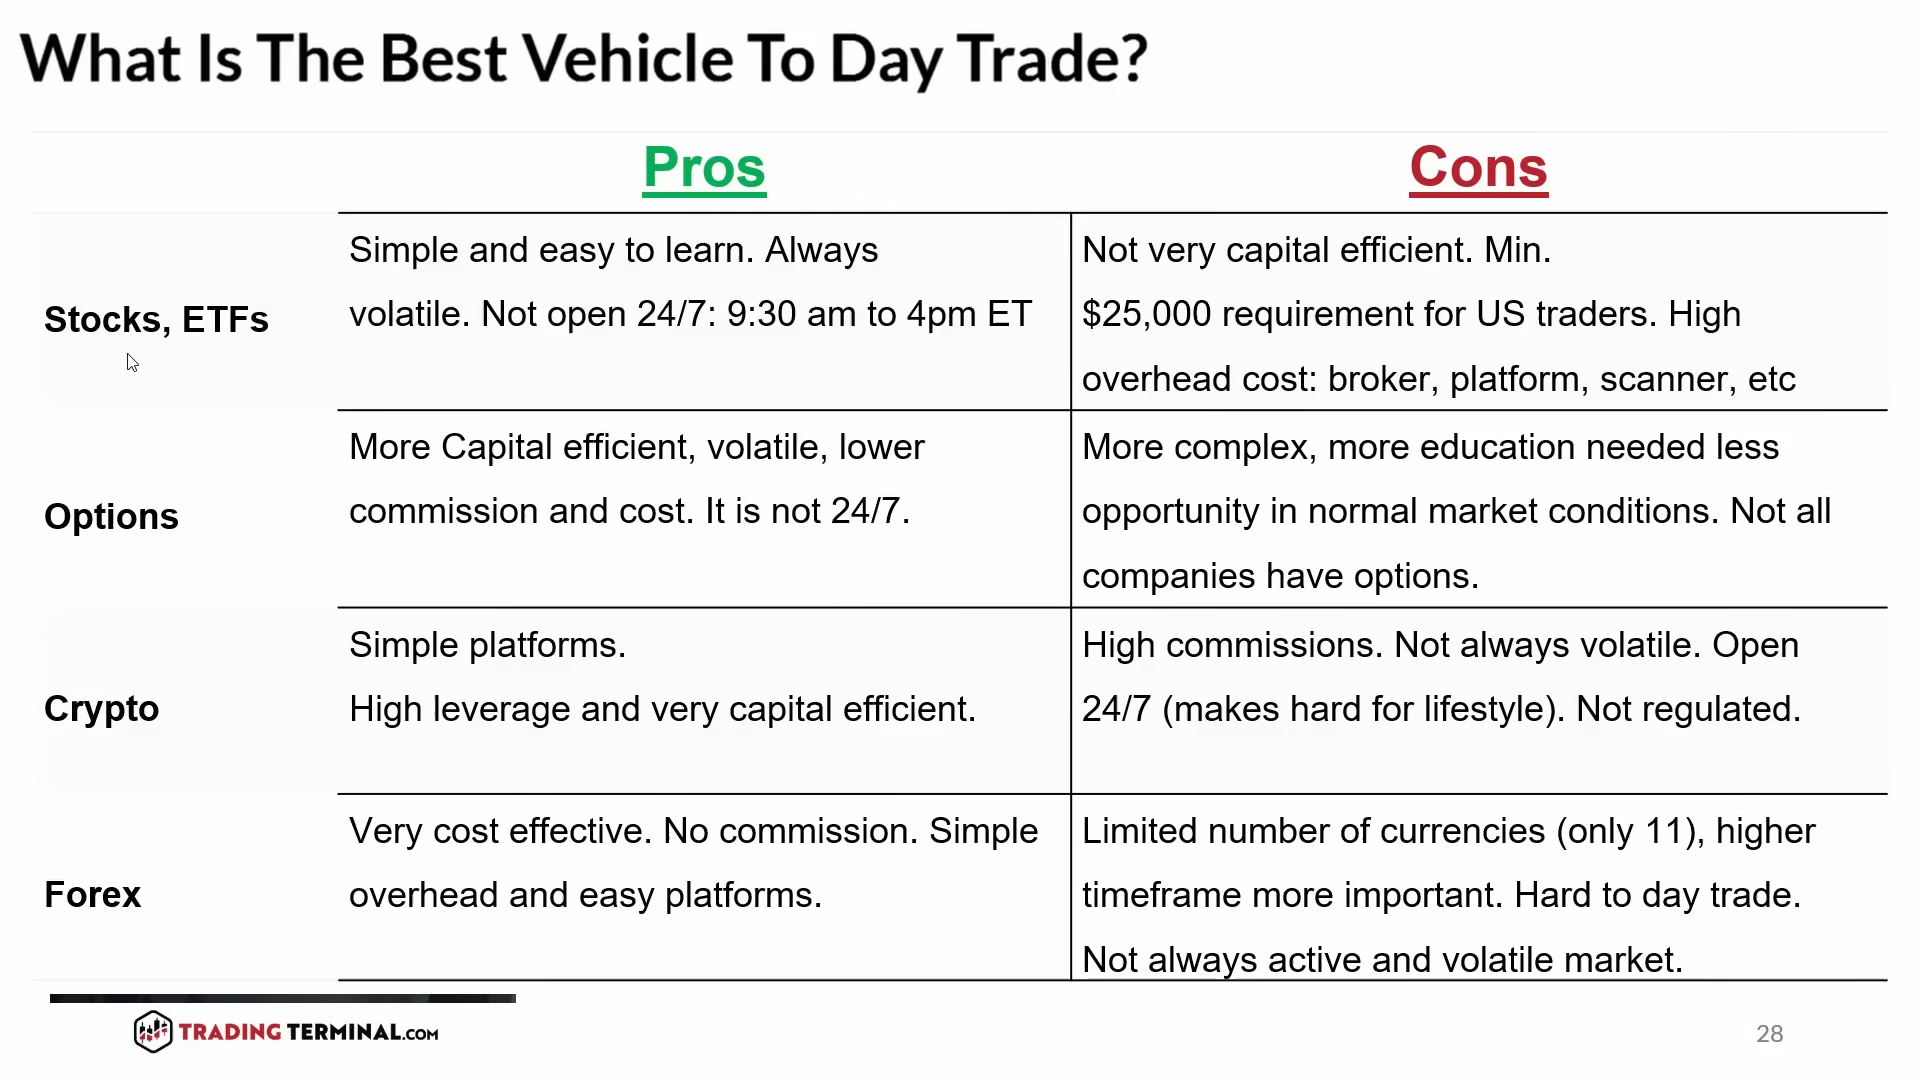 What Is The Best Vehicle To Day Trade?
Pros
Cons
Stocks, ETFs
Simple and easy to learn. Always
volatile. Not open 24/7: 9:30 am to 4pm ET
Not very capital efficient. Min.
$25,000 requirement for US traders. High
overhead cost: broker, platform, scanner, etc
Options
More Capital efficient, volatile, lower
commission and cost. It is not 24/7.
More complex, more education needed less
opportunity in normal market conditions. Not all
companies have options.
Crypto
Simple platforms.
High leverage and very capital efficient.
High commissions. Not always volatile. Open
24/7 (makes hard for lifestyle). Not regulated.
Forex
Very cost effective. No commission. Simple
overhead and easy platforms.
Limited number of currencies (only 11), higher
timeframe more important. Hard to day trade.
Not always active and volatile market.
TRADING TERMINAL.COM
28